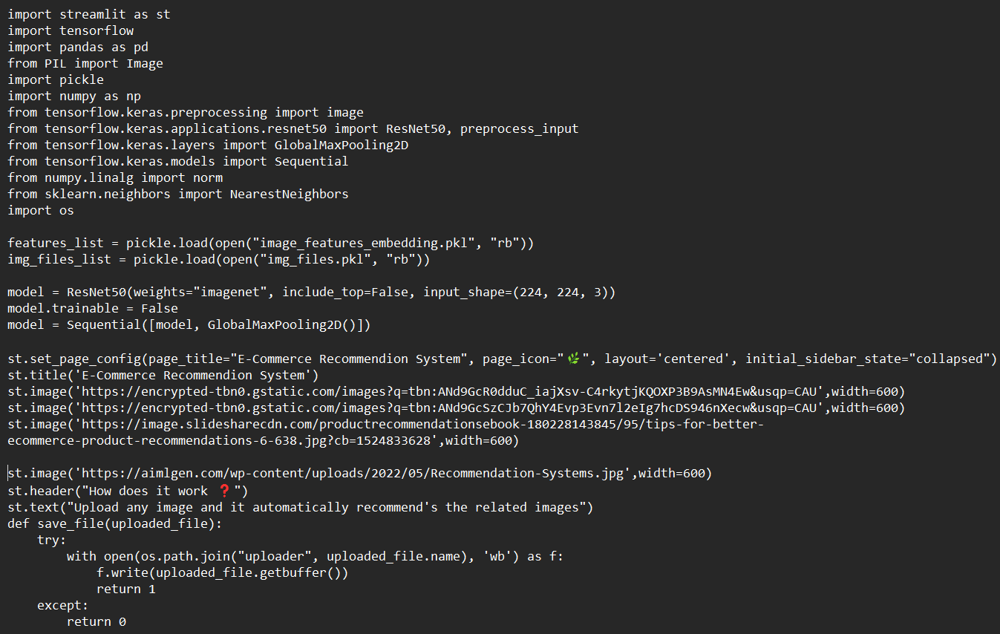 import streamlit as st
import tensorflow
import pandas as pd
from PIL import Image
import pickle
import numpy as np
from tensorflow.keras.preprocessing import image
from tensorflow.keras.applications.resnet50 import ResNet50, preprocess_input
from tensorflow.keras.layers import GlobalMaxPooling2D
from tensorflow.keras.models import Sequential
from numpy.linalg import norm
from sklearn.neighbors import NearestNeighbors
import os

features_list = pickle.load(open("image_features_embedding.pkl", "rb"))
img_files_list = pickle.load(open("img_files.pkl", "rb"))

model = ResNet50(weights="imagenet", include_top=False, input_shape=(224, 224, 3))
model.trainable = False
model = Sequential([model, GlobalMaxPooling2D()])

st.set_page_config(page_title="E-Commerce Recommendion System", page_icon="🌿", layout='centered', initial_sidebar_state="collapsed")
st.title('E-Commerce Recommendion System')
st.image('https://encrypted-tbn0.gstatic.com/images?q=tbn:ANd9GcR0dduC_iajXsv-C4rkytjKQOXP3B9AsMN4Ew&usqp=CAU',width=600)
st.image('https://encrypted-tbn0.gstatic.com/images?q=tbn:ANd9GcSzCJb7QhY4Evp3Evn7l2eIg7hcDS946nXecw&usqp=CAU',width=600)
st.image('https://image.slidesharecdn.com/productrecommendationsebook-180228143845/95/tips-for-better-
ecommerce-product-recommendations-6-638.jpg?cb=1524833628',width=600)

st.image('https://aimlgen.com/wp-content/uploads/2022/05/Recommendation-Systems.jpg',width=600)
st.header("How does it work ❓")
st.text("Upload any image and it automatically recommend's the related images")
def save_file(uploaded_file):
    try:
        with open(os.path.join("uploader", uploaded_file.name), 'wb') as f:
            f.write(uploaded_file.getbuffer())
            return 1
    except:
        return 0